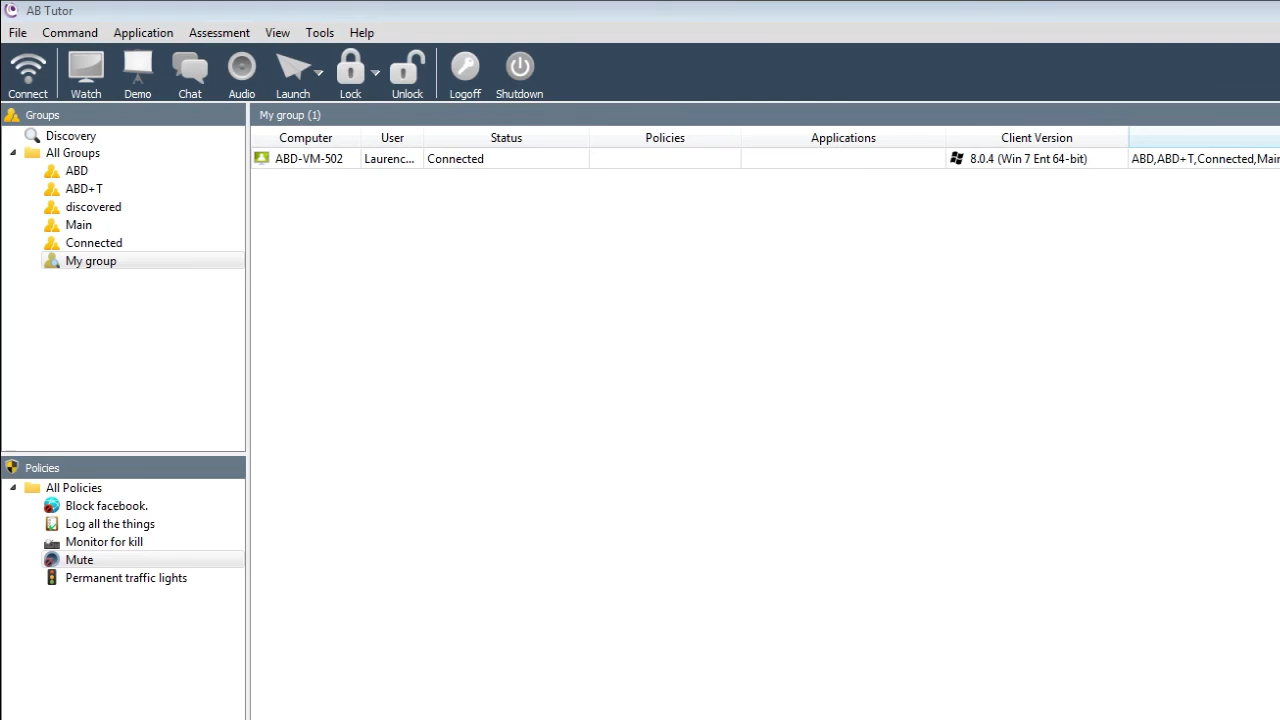 AB Tutor
File Command Application Assessment View Tools Help
Connect Watch Demo Chat Audio Launch Lock Unlock Logoff Shutdown
Groups
Discovery
All Groups
ABD
ABD+T
discovered
Main
Connected
My group
My group (1)
Computer User Status Policies Applications Client Version
ABD-VM-502 Laurenc... Connected 8.0.4 (Win 7 Ent 64-bit) ABD,ABD+T,Connected,Main
Policies
All Policies
Block facebook.
Log all the things
Monitor for kill
Mute
Permanent traffic lights